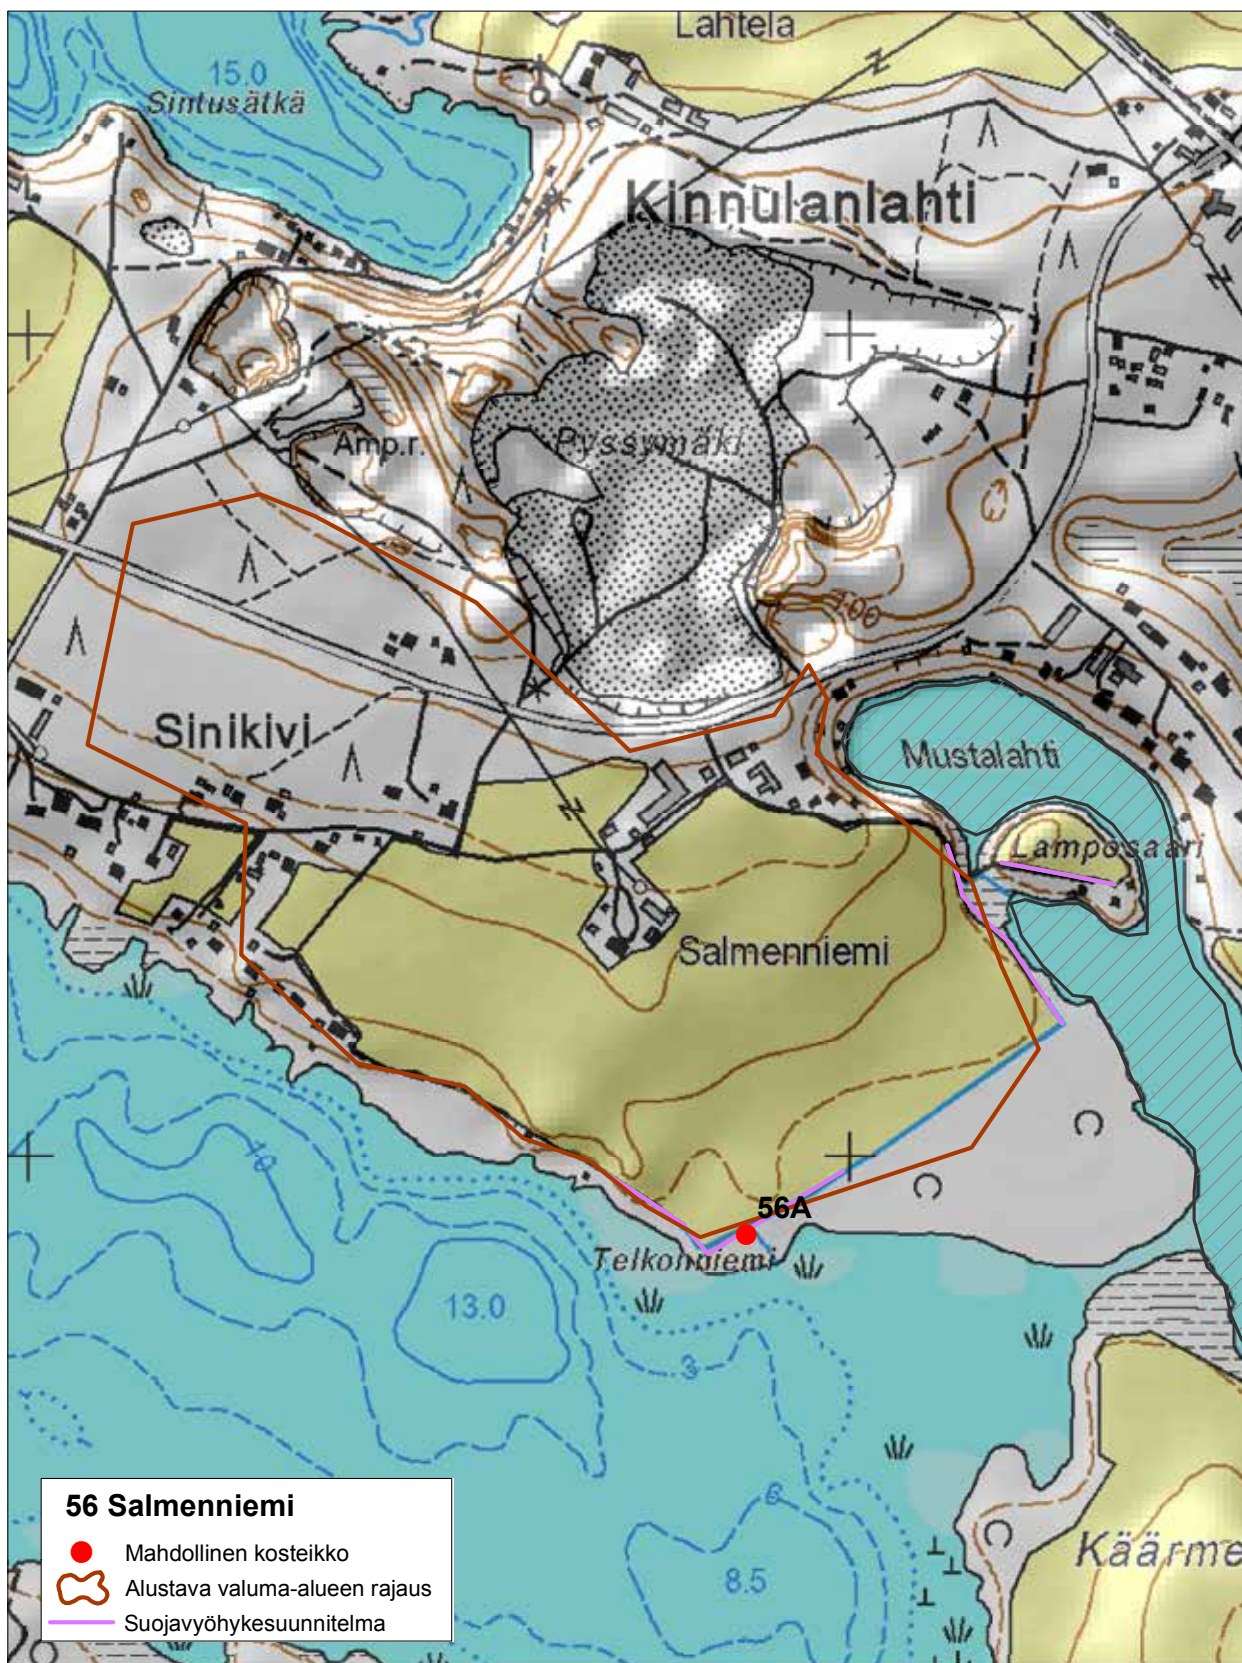 Lahtela
15.0
Sintusätkä
Kinnulanlahti
Pyssymäki
Amp.r.
100
Sinikivi
Mustalahti
Lamposaari
Salmenniemi
10
56A
Telkonniemi
13.0
3
6
8.5
Käärme
56 Salmenniemi
Mahdollinen kosteikko
Alustava valuma-alueen rajaus
Suojavyöhykesuunnitelma